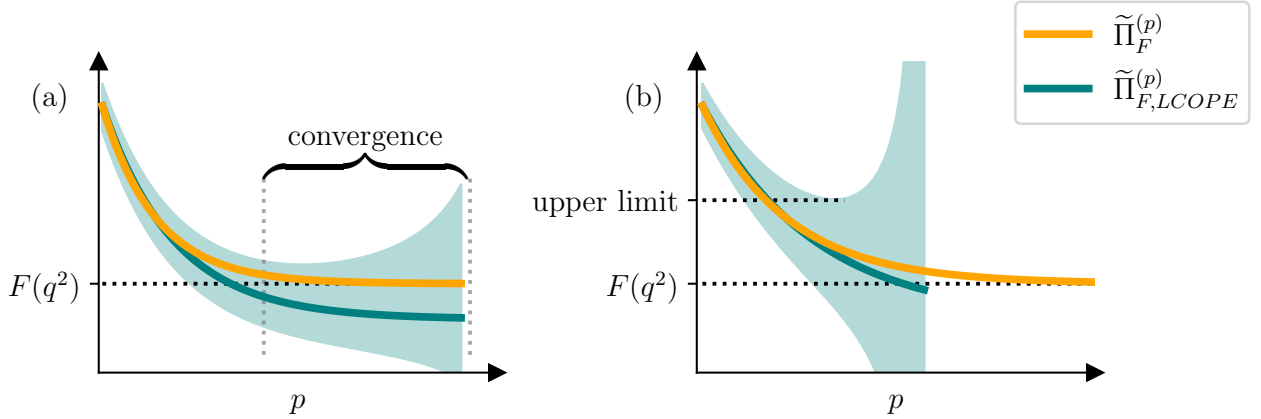 (a)
convergence
F(q²)
p
(b)
upper limit
F(q²)
p
Π̃_F^{(p)}
Π̃_{F,LCOPE}^{(p)}